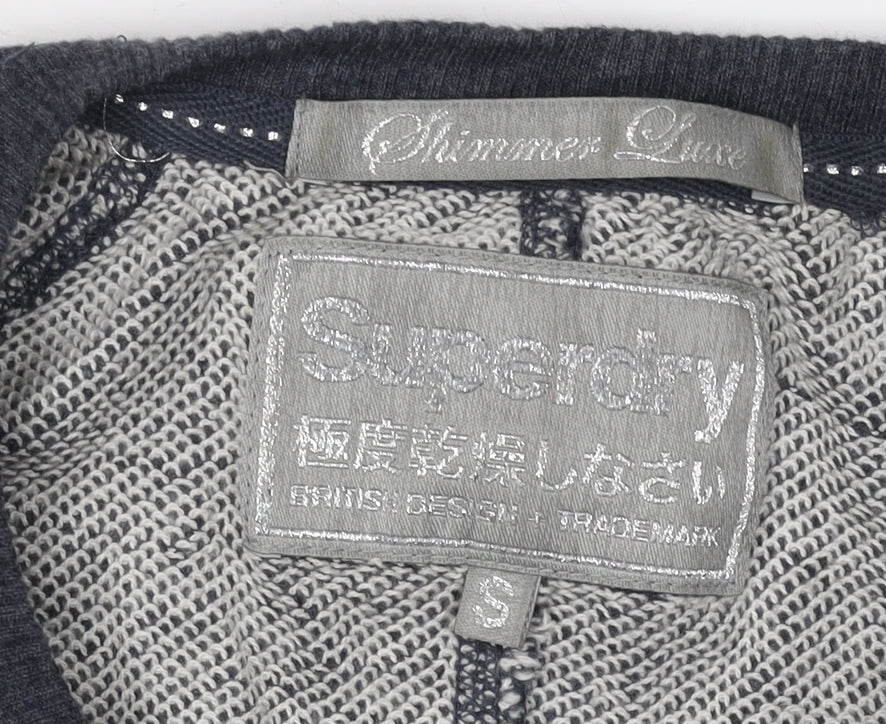 Shimmer Luxe
Superdry
極度乾燥しなさい
BRITISH DESIGN + TRADEMARK
S